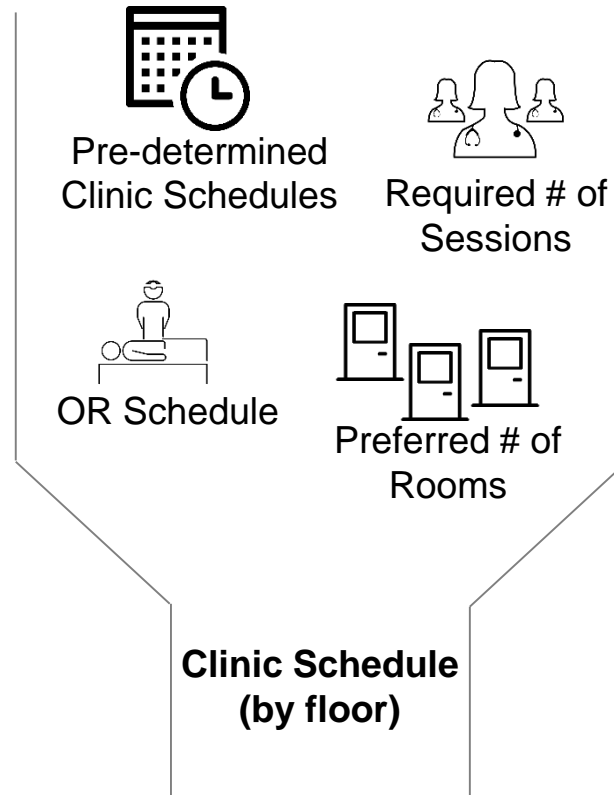 Pre-determined
Clinic Schedules
Required # of
Sessions
OR Schedule
Preferred # of
Rooms
Clinic Schedule
(by floor)